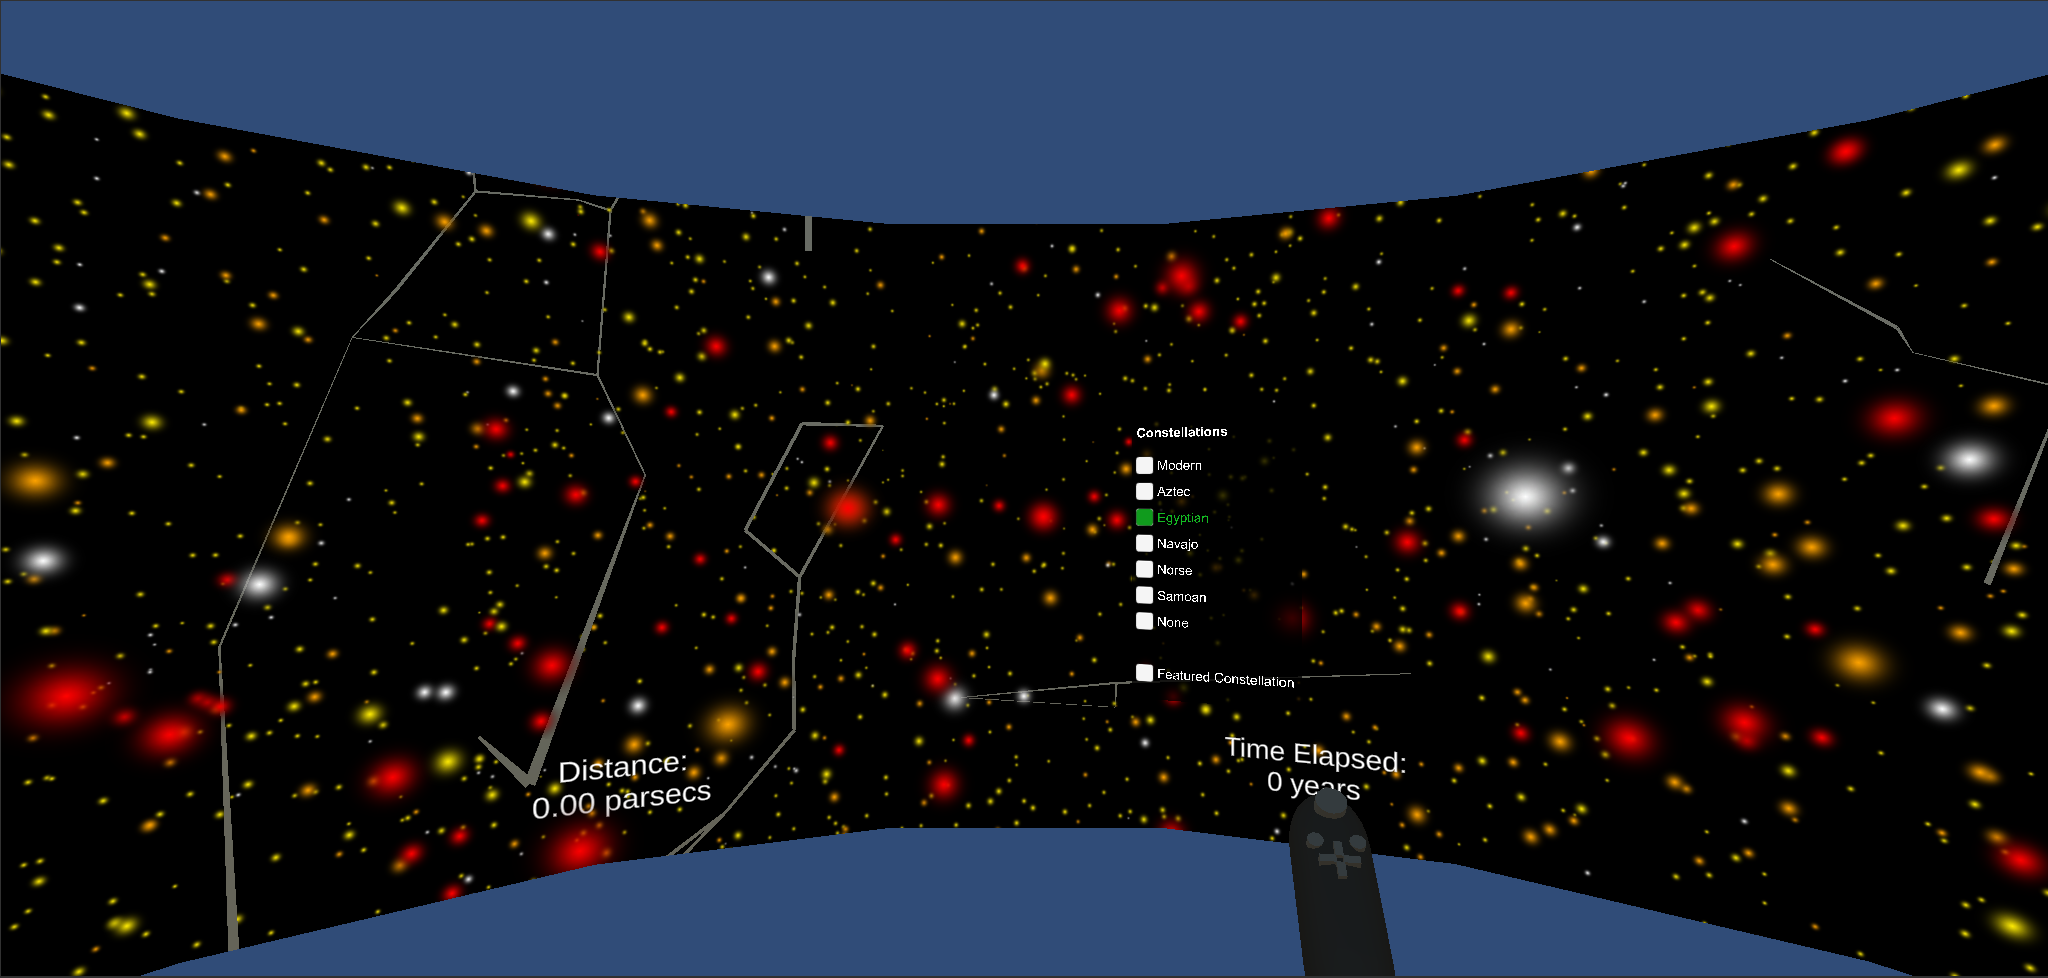 Constellations
Modern
Aztec
Egyptian
Navajo
Norse
Samoan
None
Featured Constellation
Distance:
0.00 parsecs
Time Elapsed:
0 years